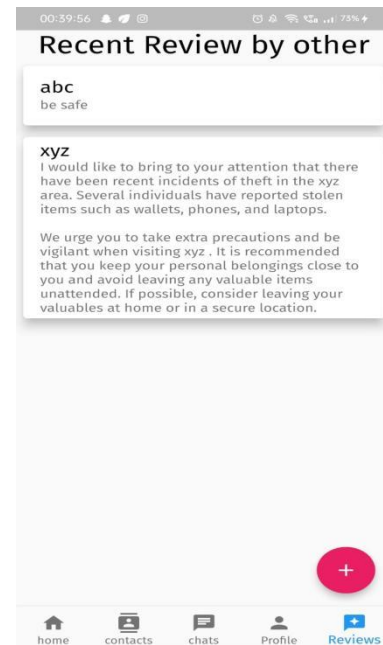 00:39:56 75%
Recent Review by other
abc
be safe
xyz
I would like to bring to your attention that there
have been recent incidents of theft in the xyz
area. Several individuals have reported stolen
items such as wallets, phones, and laptops.
We urge you to take extra precautions and be
vigilant when visiting xyz . It is recommended
that you keep your personal belongings close to
you and avoid leaving any valuable items
unattended. If possible, consider leaving your
valuables at home or in a secure location.
+
home contacts chats Profile Reviews